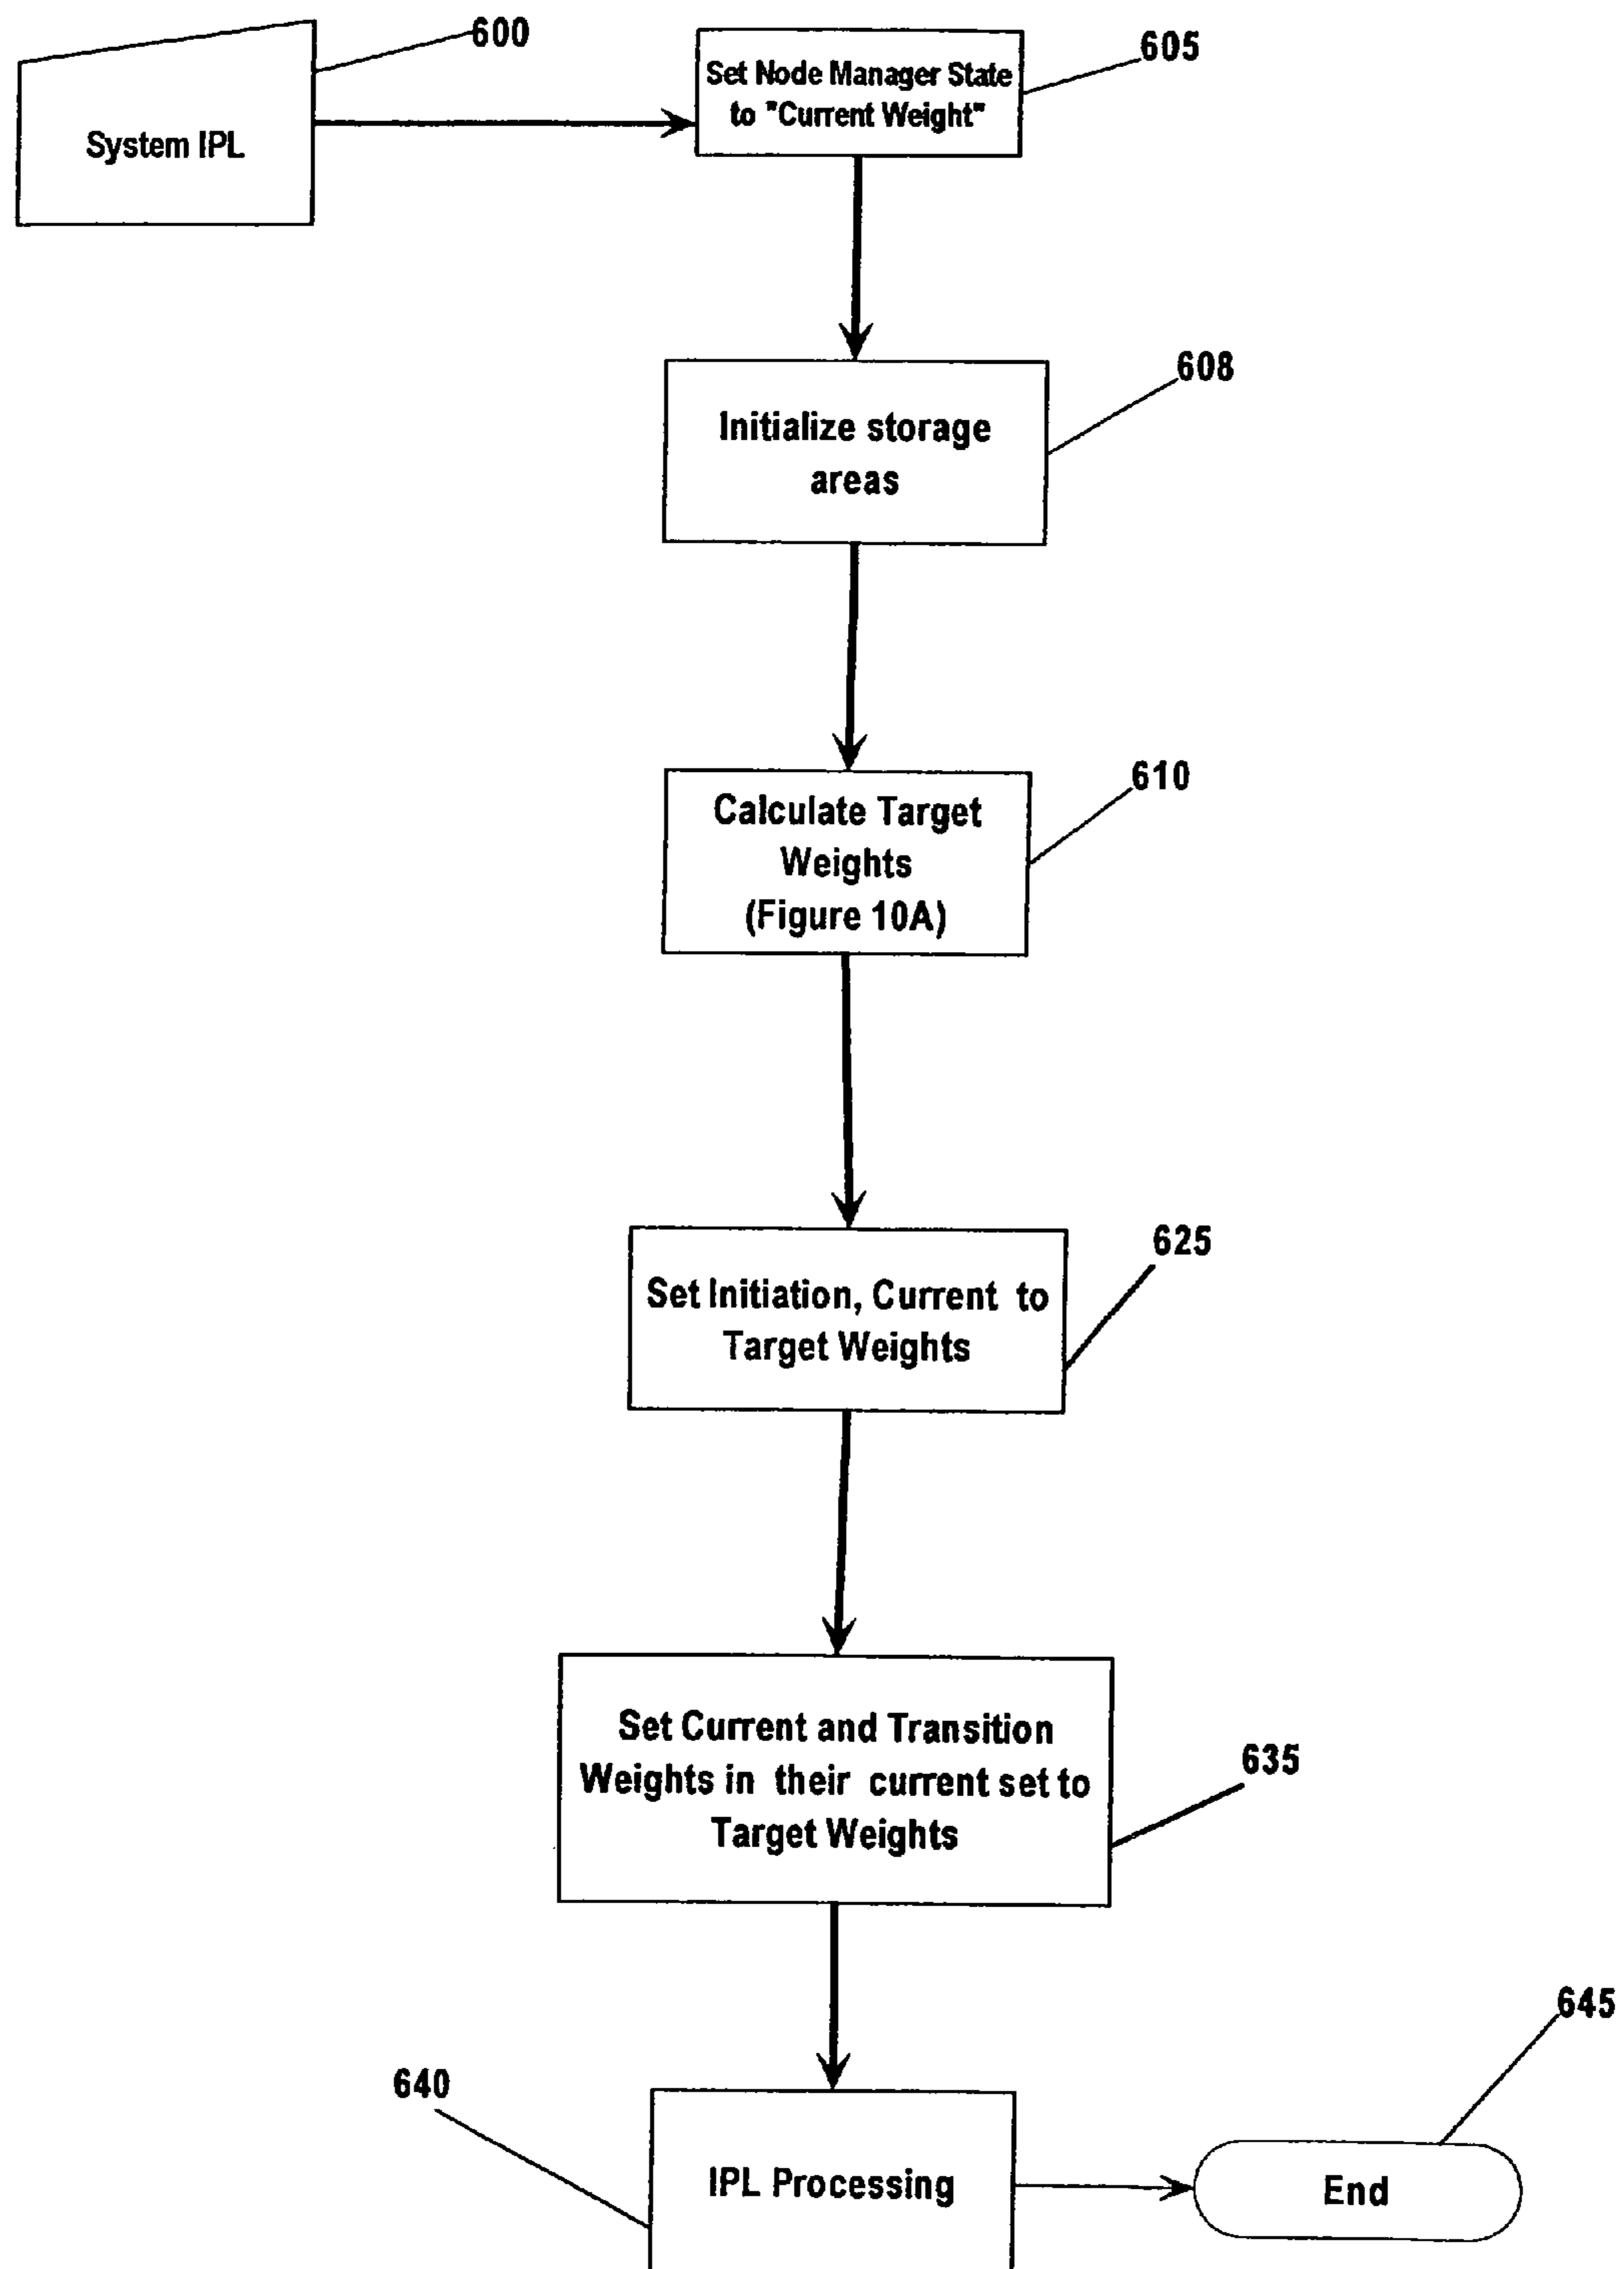 600
System IPL
605
Set Node Manager State
to "Current Weight"
608
Initialize storage
areas
610
Calculate Target
Weights
(Figure 10A)
625
Set Initiation, Current to
Target Weights
635
Set Current and Transition
Weights in their current set to
Target Weights
640
IPL Processing
645
End